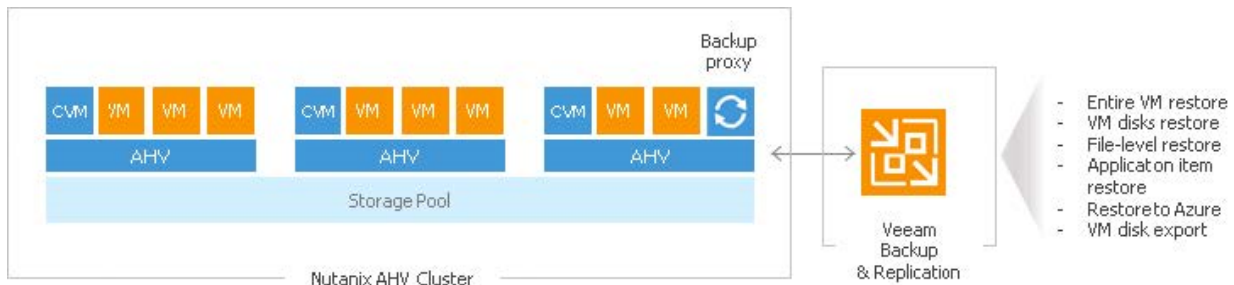 Backup
proxy
CVM VM VM VM
CVM VM VM VM
CVM VM VM
AHV
AHV
AHV
Storage Pool
Nutanix AHV Cluster
Veeam
Backup
& Replication
- Entire VM restore
- VM disks restore
- File-level restore
- Applicaton item
restore
- Restore to Azure
- VM disk export